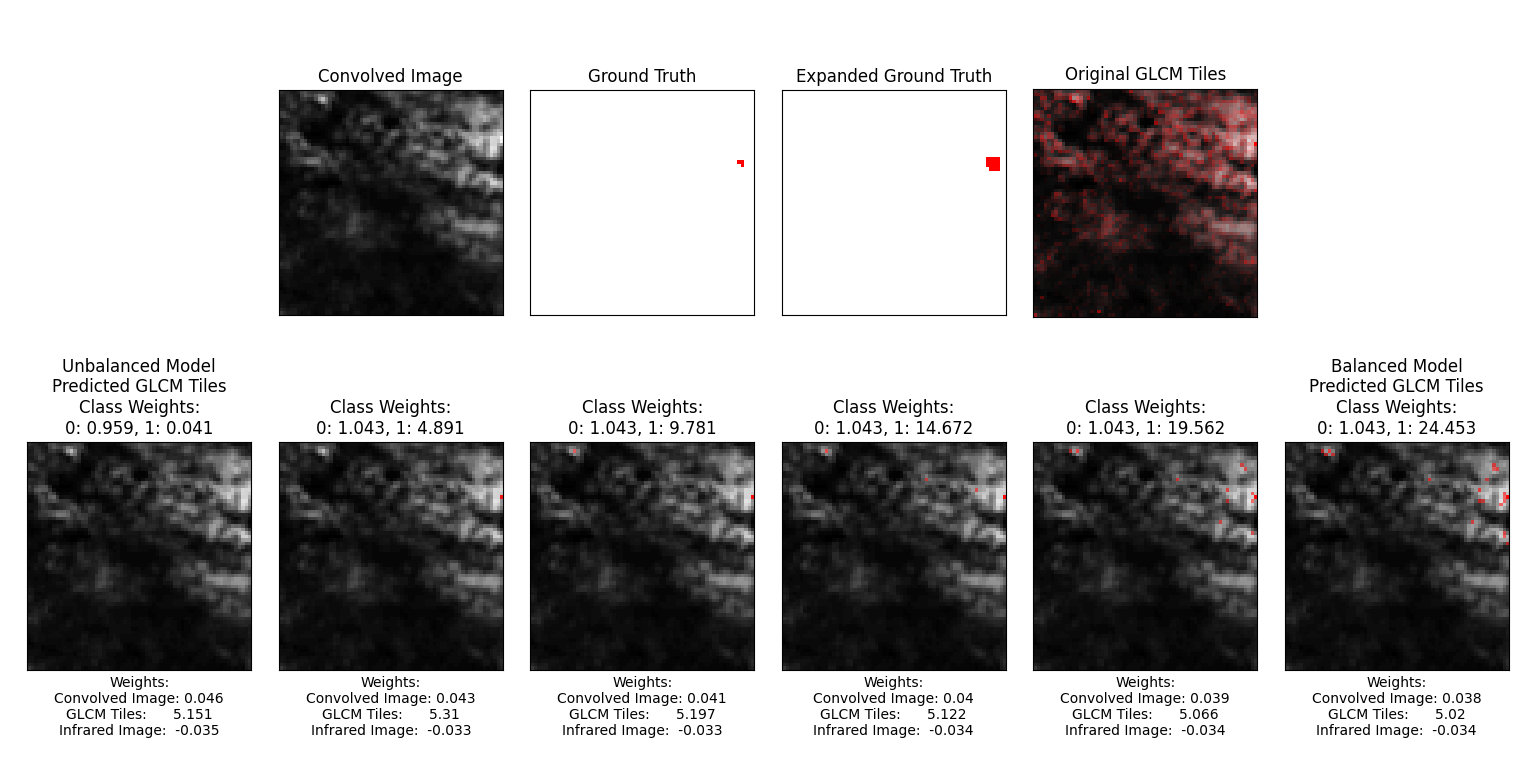 Convolved Image
Ground Truth
Expanded Ground Truth
Original GLCM Tiles
Unbalanced Model
Predicted GLCM Tiles
Class Weights:
0: 0.959, 1: 0.041
Class Weights:
0: 1.043, 1: 4.891
Class Weights:
0: 1.043, 1: 9.781
Class Weights:
0: 1.043, 1: 14.672
Class Weights:
0: 1.043, 1: 19.562
Balanced Model
Predicted GLCM Tiles
Class Weights:
0: 1.043, 1: 24.453
Weights:
Convolved Image: 0.046
GLCM Tiles: 5.151
Infrared Image: -0.035
Weights:
Convolved Image: 0.043
GLCM Tiles: 5.31
Infrared Image: -0.033
Weights:
Convolved Image: 0.041
GLCM Tiles: 5.197
Infrared Image: -0.033
Weights:
Convolved Image: 0.04
GLCM Tiles: 5.122
Infrared Image: -0.034
Weights:
Convolved Image: 0.039
GLCM Tiles: 5.066
Infrared Image: -0.034
Weights:
Convolved Image: 0.038
GLCM Tiles: 5.02
Infrared Image: -0.034